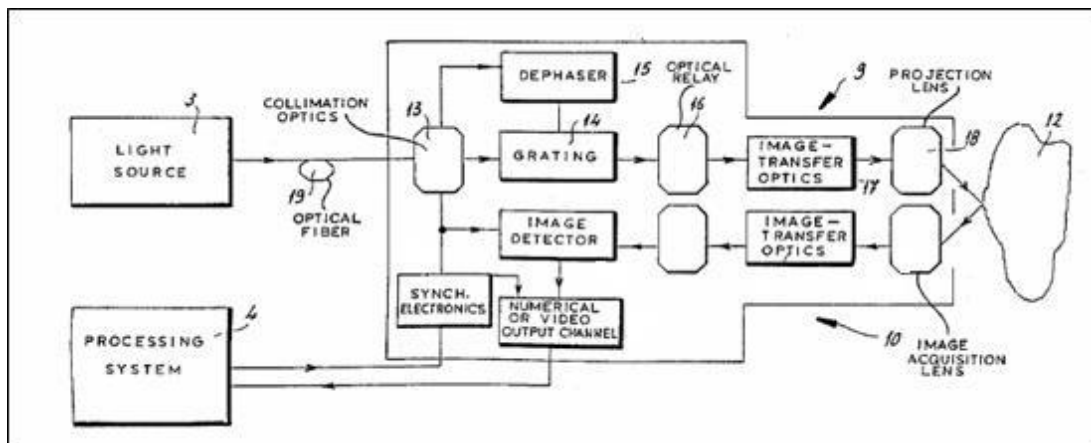 3
LIGHT
SOURCE
19
OPTICAL
FIBER
COLLIMATION
OPTICS
13
DEPHASER
15
14
GRATING
OPTICAL
RELAY
16
IMAGE-
TRANSFER
OPTICS
17
9
PROJECTION
LENS
18
12
IMAGE
DETECTOR
IMAGE-
TRANSFER
OPTICS
SYNCH.
ELECTRONICS
NUMERICAL
OR VIDEO
OUTPUT CHANNEL
10
IMAGE
ACQUISITION
LENS
4
PROCESSING
SYSTEM